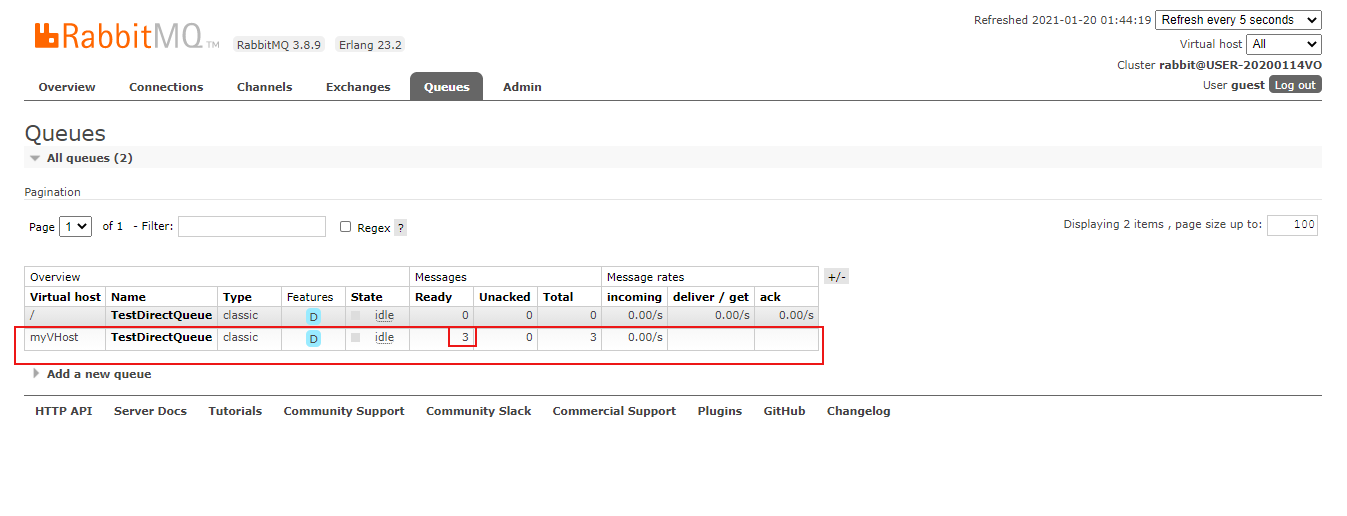 RabbitMQ TM RabbitMQ 3.8.9 Erlang 23.2
Refreshed 2021-01-20 01:44:19 Refresh every 5 seconds
Virtual host All
Cluster rabbit@USER-20200114VO
User guest Log out
Overview Connections Channels Exchanges Queues Admin
Queues
All queues (2)
Pagination
Page 1 of 1 - Filter: Regex ?
Displaying 2 items , page size up to: 100
Overview Messages Message rates +/-
Virtual host Name Type Features State Ready Unacked Total incoming deliver / get ack
/ TestDirectQueue classic D idle 0 0 0 0.00/s 0.00/s 0.00/s
myVHost TestDirectQueue classic D idle 3 0 3 0.00/s
Add a new queue
HTTP API Server Docs Tutorials Community Support Community Slack Commercial Support Plugins GitHub Changelog